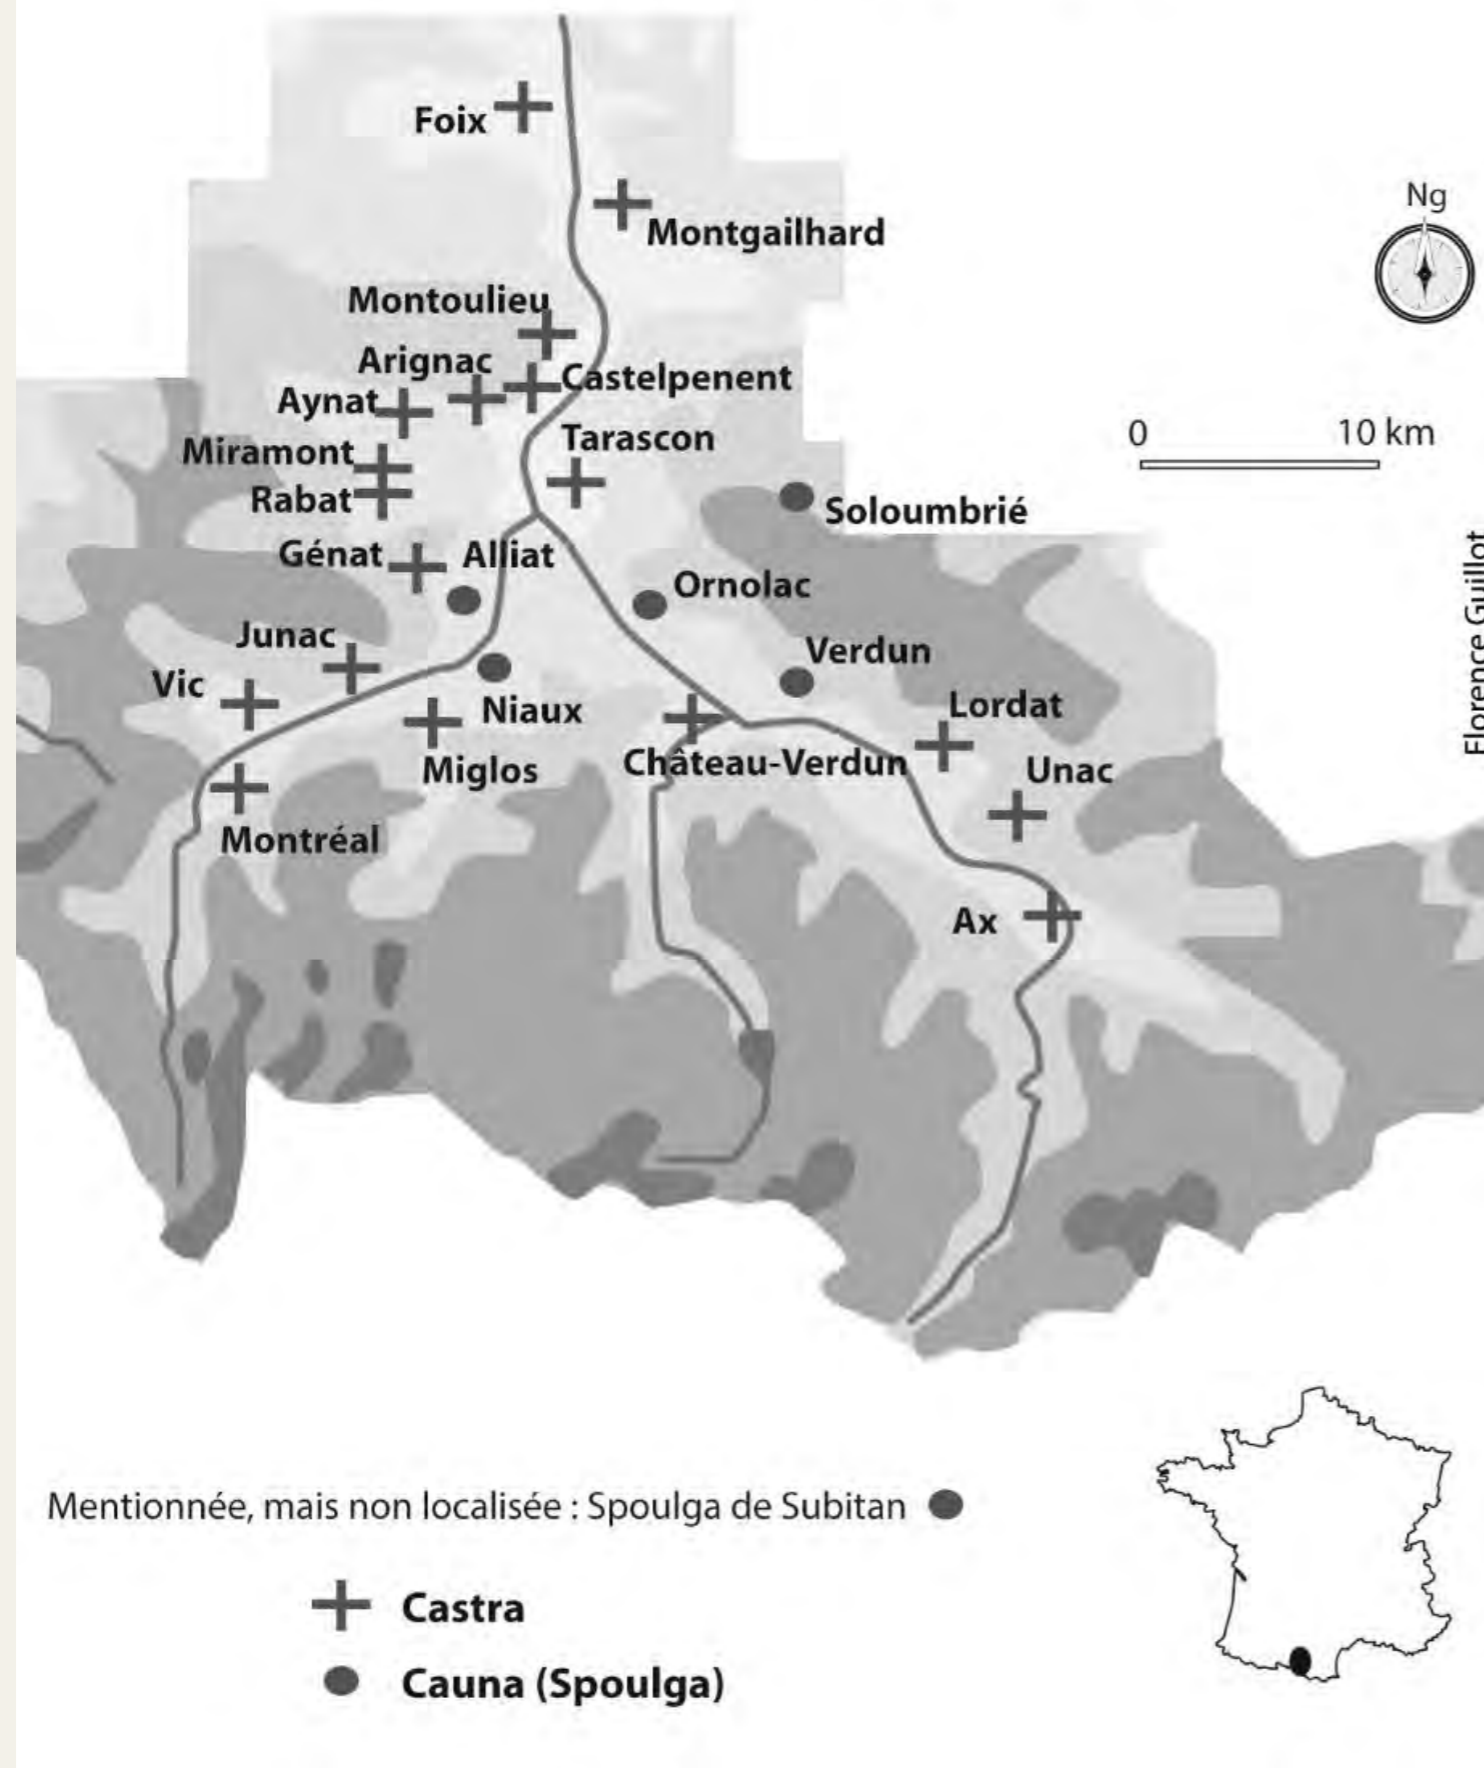 Foix
Ng
Montgailhard
Montoulieu
Arignac
Castelpenent
Aynat
0 10 km
Tarascon
Miramont
Rabat
Soloumbrié
Génat
Alliat
Ornolac
Florence Guillot
Junac
Verdun
Vic
Niaux
Lordat
Château-Verdun
Miglos
Unac
Montréal
Ax
Mentionnée, mais non localisée : Spoulga de Subitan
Castra
Cauna (Spoulga)